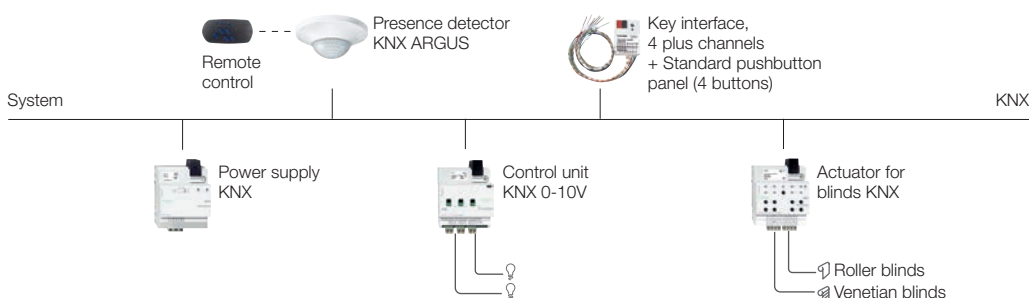 Presence detector
KNX ARGUS
Remote
control
Key interface,
4 plus channels
+ Standard pushbutton
panel (4 buttons)
System
KNX
Power supply
KNX
Control unit
KNX 0-10V
Actuator for
blinds KNX
Roller blinds
Venetian blinds